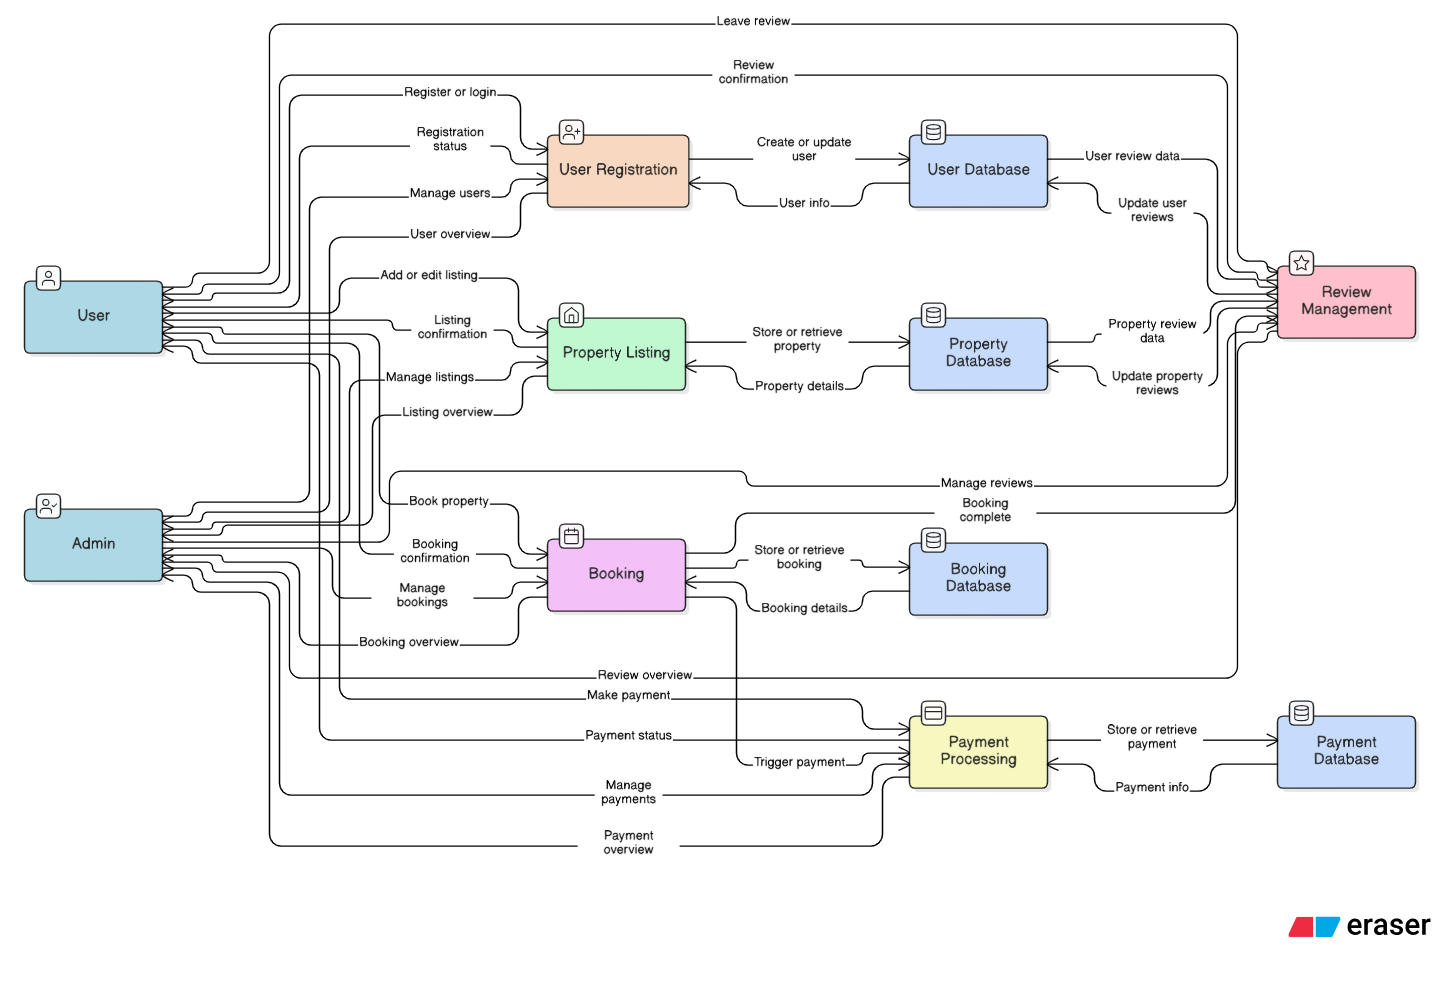 Leave review
Review
confirmation
Register or login
Registration
status
Manage users
User overview
User Registration
Create or update
user
User info
User Database
User review data
Update user
reviews
Review
Management
User
Add or edit listing
Listing
confirmation
Manage listings
Listing overview
Property Listing
Store or retrieve
property
Property details
Property
Database
Property review
data
Update property
reviews
Admin
Manage reviews
Booking
complete
Book property
Booking
confirmation
Manage
bookings
Booking overview
Booking
Store or retrieve
booking
Booking details
Booking
Database
Review overview
Make payment
Payment status
Trigger payment
Manage
payments
Payment
overview
Payment
Processing
Store or retrieve
payment
Payment info
Payment
Database
eraser